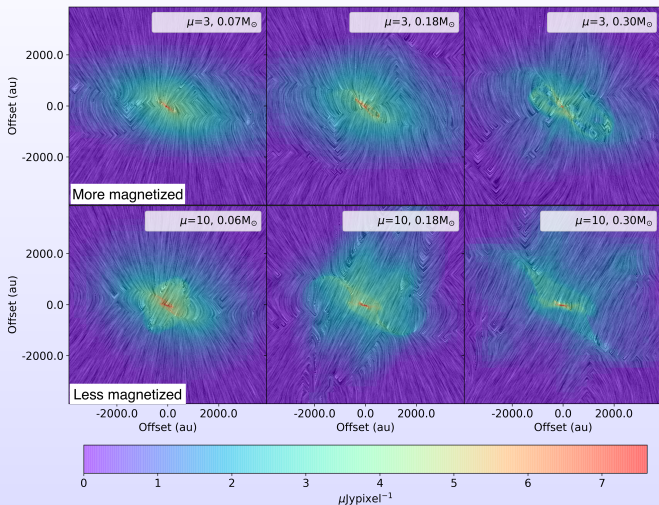 μ=3, 0.07M⊙
μ=3, 0.18M⊙
μ=3, 0.30M⊙
2000.0
0.0
-2000.0
Offset (au)
More magnetized
μ=10, 0.06M⊙
μ=10, 0.18M⊙
μ=10, 0.30M⊙
2000.0
0.0
-2000.0
Offset (au)
Less magnetized
-2000.0 0.0 2000.0
-2000.0 0.0 2000.0
-2000.0 0.0 2000.0
Offset (au)
Offset (au)
Offset (au)
0 1 2 3 4 5 6 7
μJypixel⁻¹